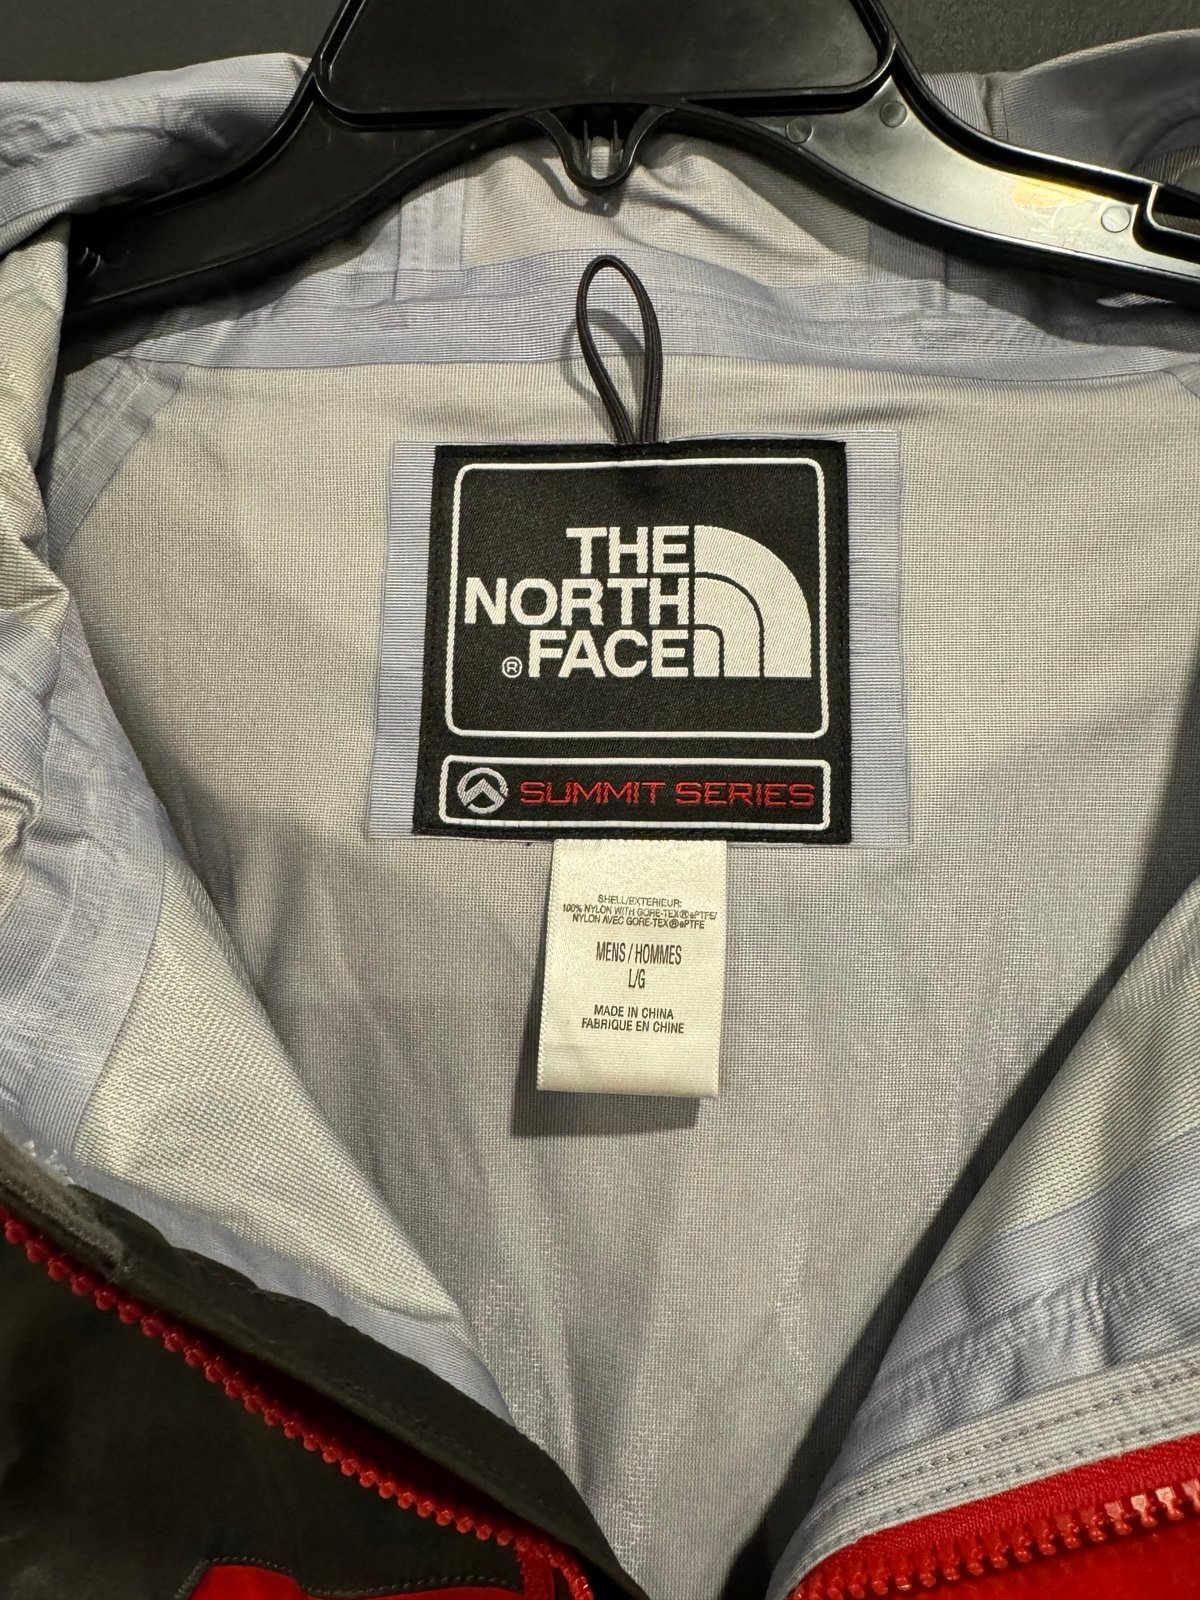 THE
NORTH
®FACE
SUMMIT SERIES
SHELL/EXTERIEUR:
100% NYLON WITH GORE-TEX® ePTFE/
NYLON AVEC GORE-TEX® ePTFE
MENS / HOMMES
L/G
MADE IN CHINA
FABRIQUE EN CHINE